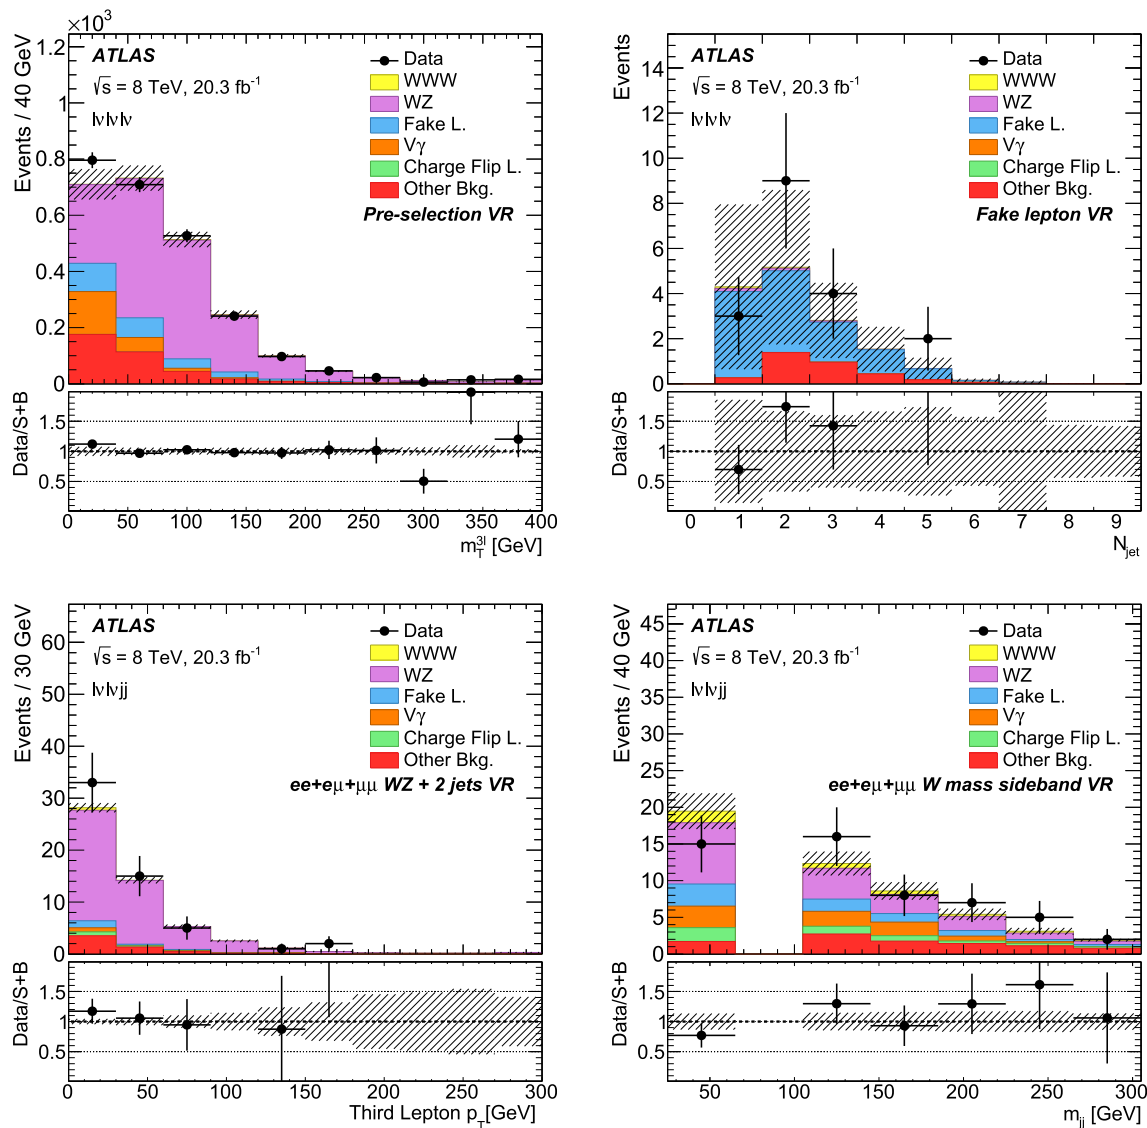 ×10³
Events / 40 GeV
1.2
1
0.8
0.6
0.4
0.2
0
ATLAS
√s = 8 TeV, 20.3 fb⁻¹
lνlνlν
Data
WWW
WZ
Fake L.
Vγ
Charge Flip L.
Other Bkg.
Pre-selection VR
Data/S+B
1.5
1
0.5
0 50 100 150 200 250 300 350 400
m_T^3l [GeV]
Events
14
12
10
8
6
4
2
0
ATLAS
√s = 8 TeV, 20.3 fb⁻¹
lνlνlν
Data
WWW
WZ
Fake L.
Vγ
Charge Flip L.
Other Bkg.
Fake lepton VR
Data/S+B
1.5
1
0.5
0 1 2 3 4 5 6 7 8 9
N_jet
Events / 30 GeV
60
50
40
30
20
10
0
ATLAS
√s = 8 TeV, 20.3 fb⁻¹
lνlνjj
Data
WWW
WZ
Fake L.
Vγ
Charge Flip L.
Other Bkg.
ee+eμ+μμ WZ + 2 jets VR
Data/S+B
1.5
1
0.5
0 50 100 150 200 250 300
Third Lepton p_T[GeV]
Events / 40 GeV
45
40
35
30
25
20
15
10
5
0
ATLAS
√s = 8 TeV, 20.3 fb⁻¹
lνlνjj
Data
WWW
WZ
Fake L.
Vγ
Charge Flip L.
Other Bkg.
ee+eμ+μμ W mass sideband VR
Data/S+B
1.5
1
0.5
50 100 150 200 250 300
m_jj [GeV]